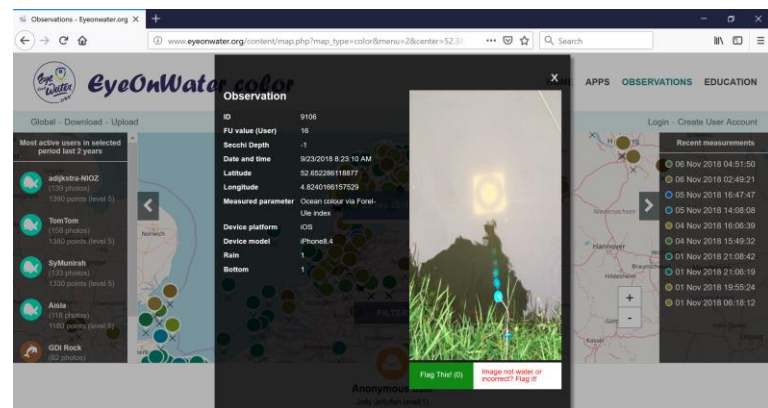 Observations - Eyeonwater.org
www.eyeonwater.org/content/map.php?map_type=color&menu=2&center=52.3
Search
EyeOnWater color
APPS OBSERVATIONS EDUCATION
Global - Download - Upload
Login - Create User Account
Most active users in selected
period last 2 years
adijkstra-NIOZ
(139 photos)
1390 points (level 5)
TomTom
(158 photos)
1380 points (level 5)
SyMunirah
(133 photos)
1330 points (level 5)
Aisla
(118 photos)
1180 points (level 5)
GDI Rock
(82 photos)
Norwich
Observation
X
ID 9106
FU value (User) 16
Secchi Depth -1
Date and time 9/23/2018 8:23:10 AM
Latitude 52.652286118877
Longitude 4.8240166157529
Measured parameter Ocean colour via Forel-
Ule index
Device platform iOS
Device model iPhone8,4
Rain 1
Bottom 1
FILTER
Flag This! (0)
Image not water or
incorrect? Flag it!
Anonymous
Jolly Jellyfish level(1)
Niedersachsen
Hannover
Hildesheim
Kassel
Leipzig
+
-
Recent measurements
06 Nov 2018 04:51:50
06 Nov 2018 02:49:21
05 Nov 2018 16:47:47
05 Nov 2018 14:08:08
04 Nov 2018 16:06:39
04 Nov 2018 15:49:32
01 Nov 2018 21:08:42
01 Nov 2018 21:06:19
01 Nov 2018 19:55:24
01 Nov 2018 06:18:12